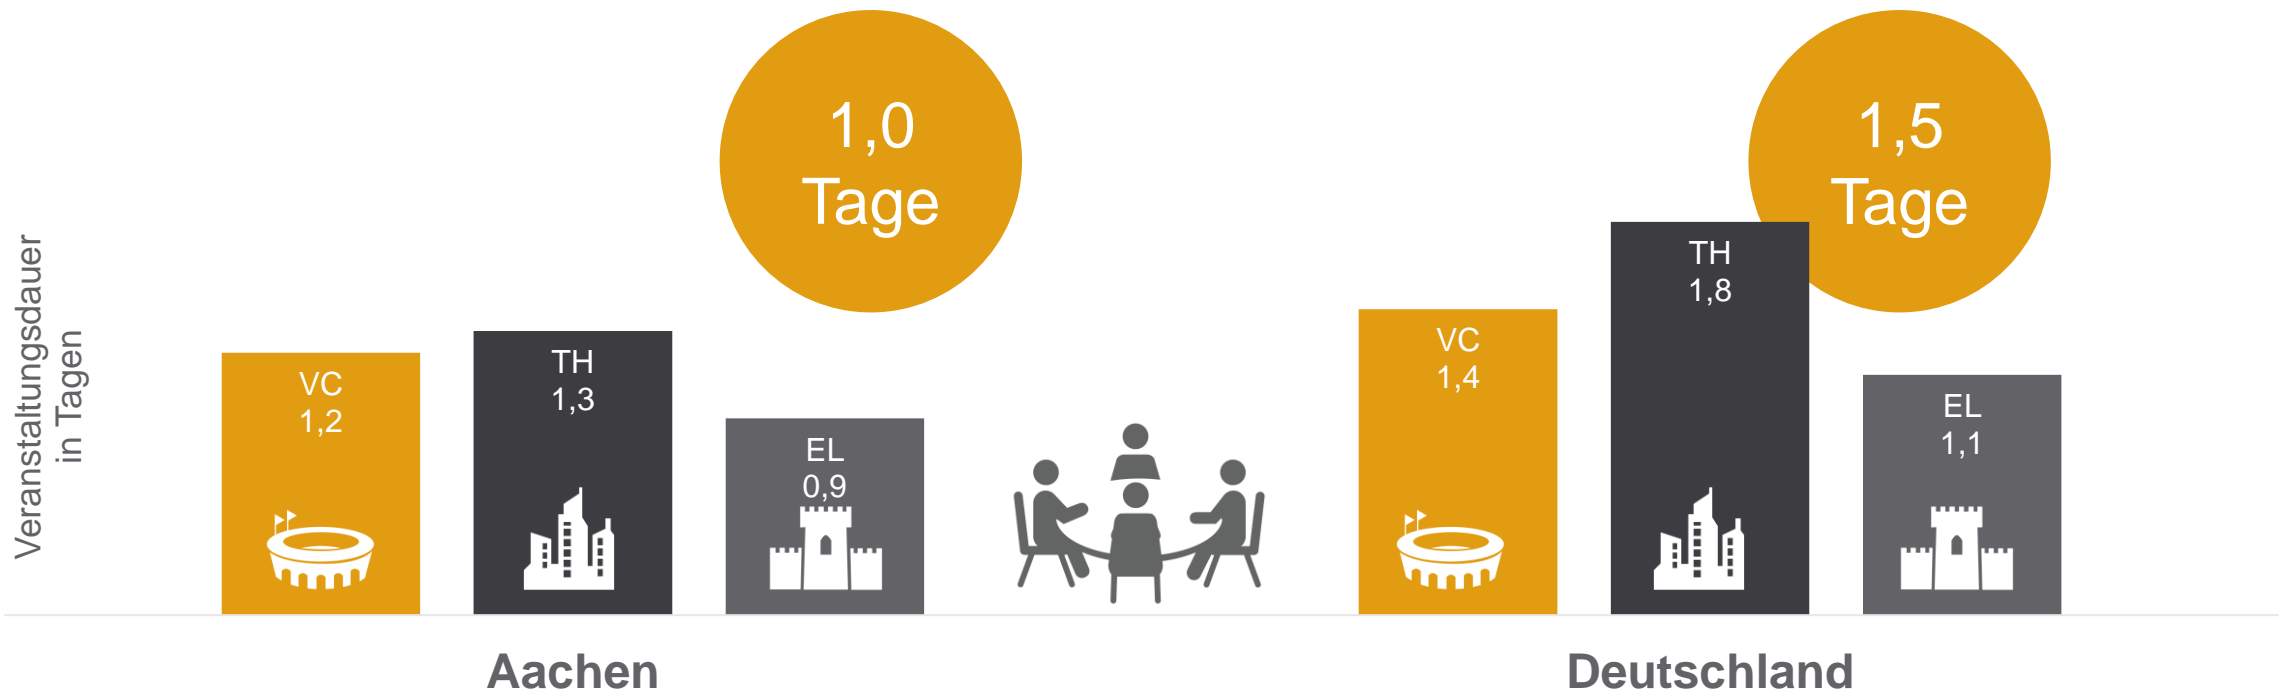 Veranstaltungsdauer
in Tagen
1,0
Tage
VC
1,2
TH
1,3
EL
0,9
Aachen
1,5
Tage
VC
1,4
TH
1,8
EL
1,1
Deutschland